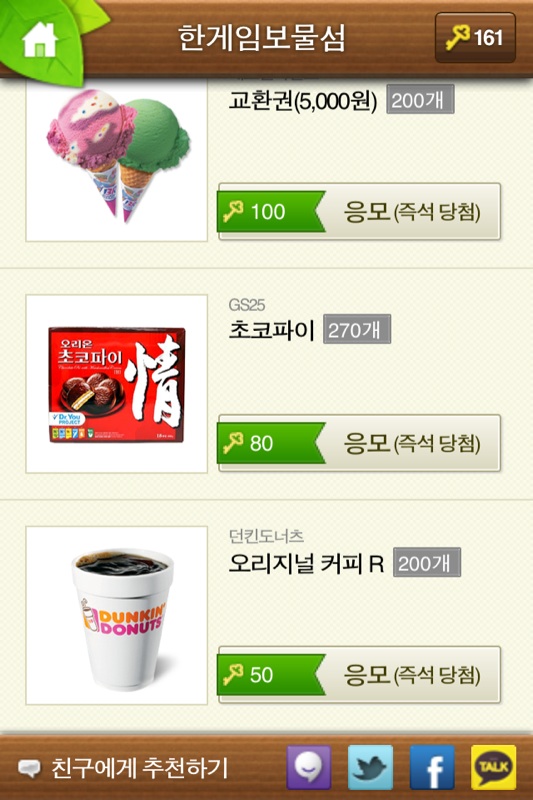 한게임보물섬
161
교환권(5,000원) 200개
100 응모 (즉석 당첨)
GS25
초코파이 270개
오리온
초코파이
情
Dr.You
PROJECT
80 응모 (즉석 당첨)
던킨도너츠
오리지널 커피 R 200개
DUNKIN'
DONUTS
50 응모 (즉석 당첨)
친구에게 추천하기
TALK